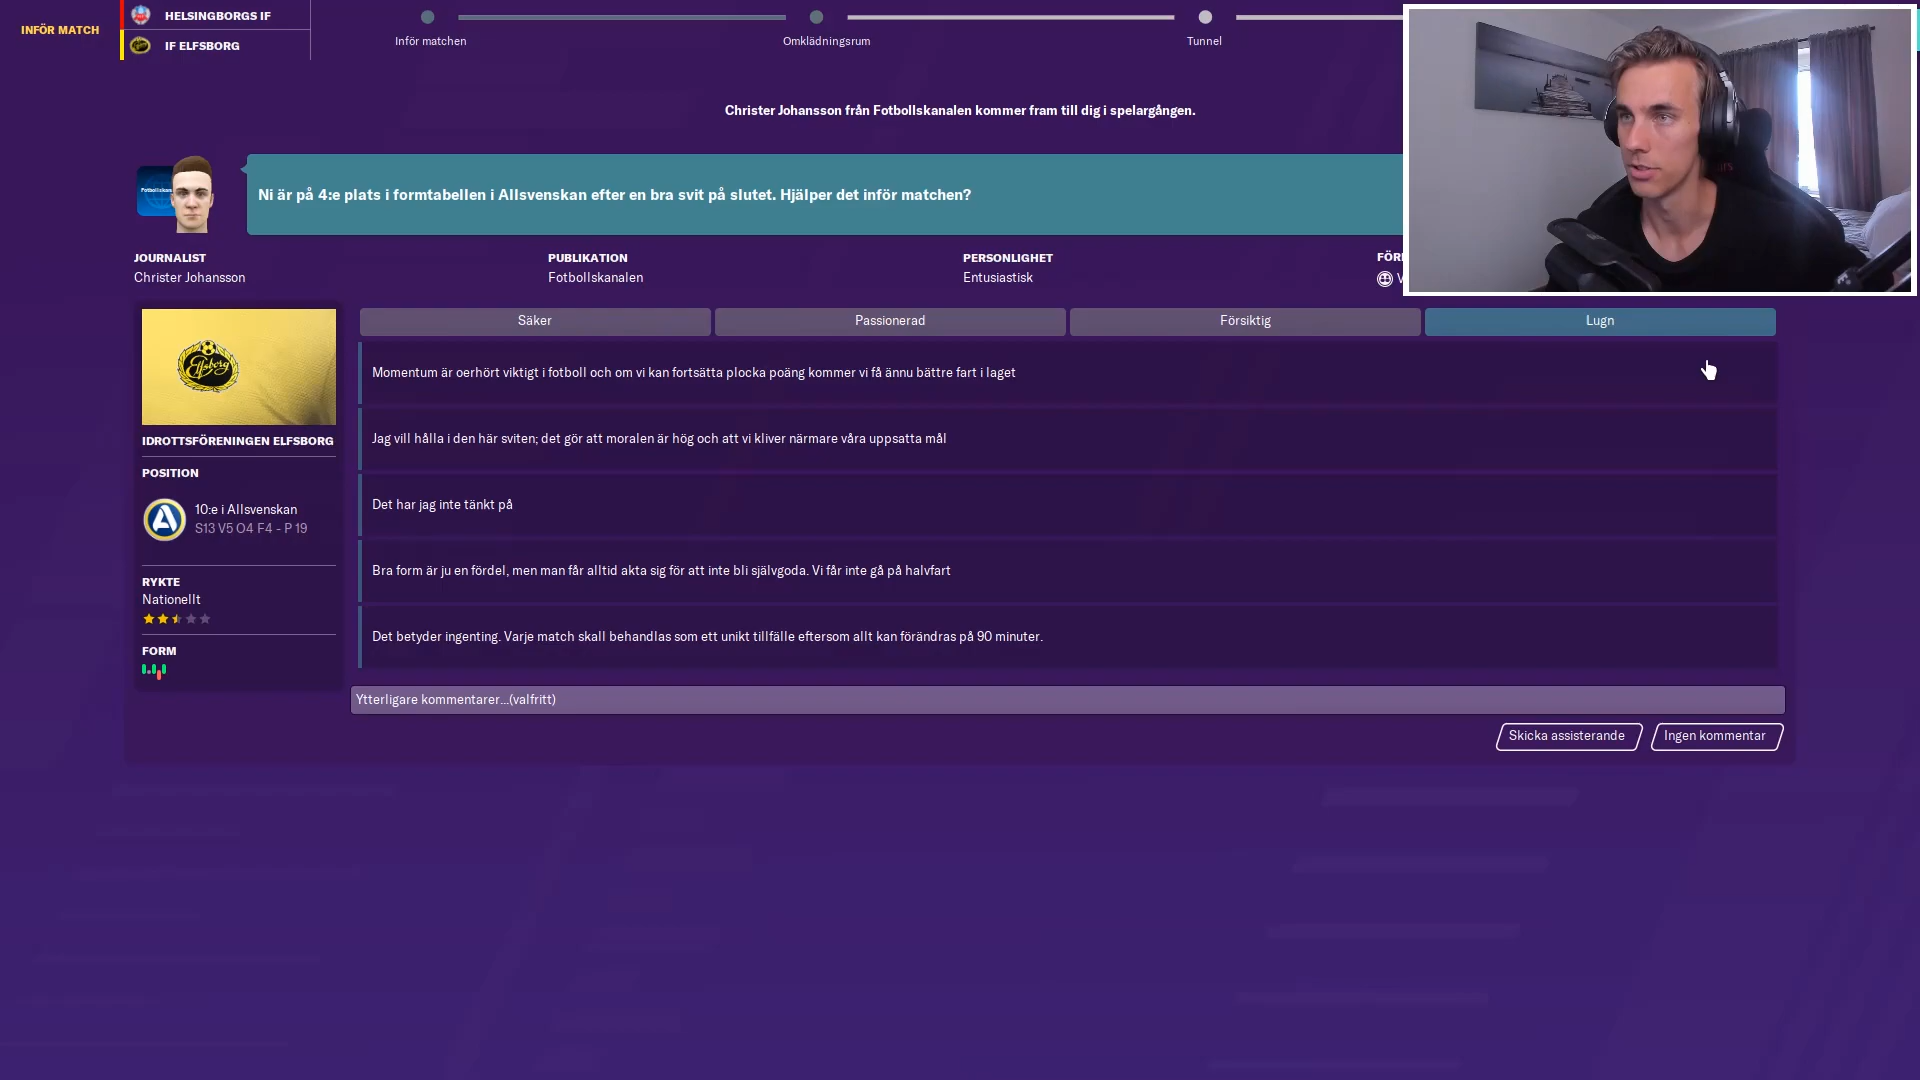 INFÖR MATCH
HELSINGBORGS IF
IF ELFSBORG
Inför matchen
Omklädningsrum
Tunnel
Christer Johansson från Fotbollskanalen kommer fram till dig i spelargången.
Ni är på 4:e plats i formtabellen i Allsvenskan efter en bra svit på slutet. Hjälper det inför matchen?
JOURNALIST
Christer Johansson
PUBLIKATION
Fotbollskanalen
PERSONLIGHET
Entusiastisk
Säker
Passionerad
Försiktig
Lugn
Elfsborg
IDROTTSFÖRENINGEN ELFSBORG
POSITION
10:e i Allsvenskan
S13 V5 O4 F4 - P 19
RYKTE
Nationellt
FORM
Momentum är oerhört viktigt i fotboll och om vi kan fortsätta plocka poäng kommer vi få ännu bättre fart i laget
Jag vill hålla i den här sviten; det gör att moralen är hög och att vi kliver närmare våra uppsatta mål
Det har jag inte tänkt på
Bra form är ju en fördel, men man får alltid akta sig för att inte bli självgoda. Vi får inte gå på halvfart
Det betyder ingenting. Varje match skall behandlas som ett unikt tillfälle eftersom allt kan förändras på 90 minuter.
Ytterligare kommentarer...(valfritt)
Skicka assisterande
Ingen kommentar